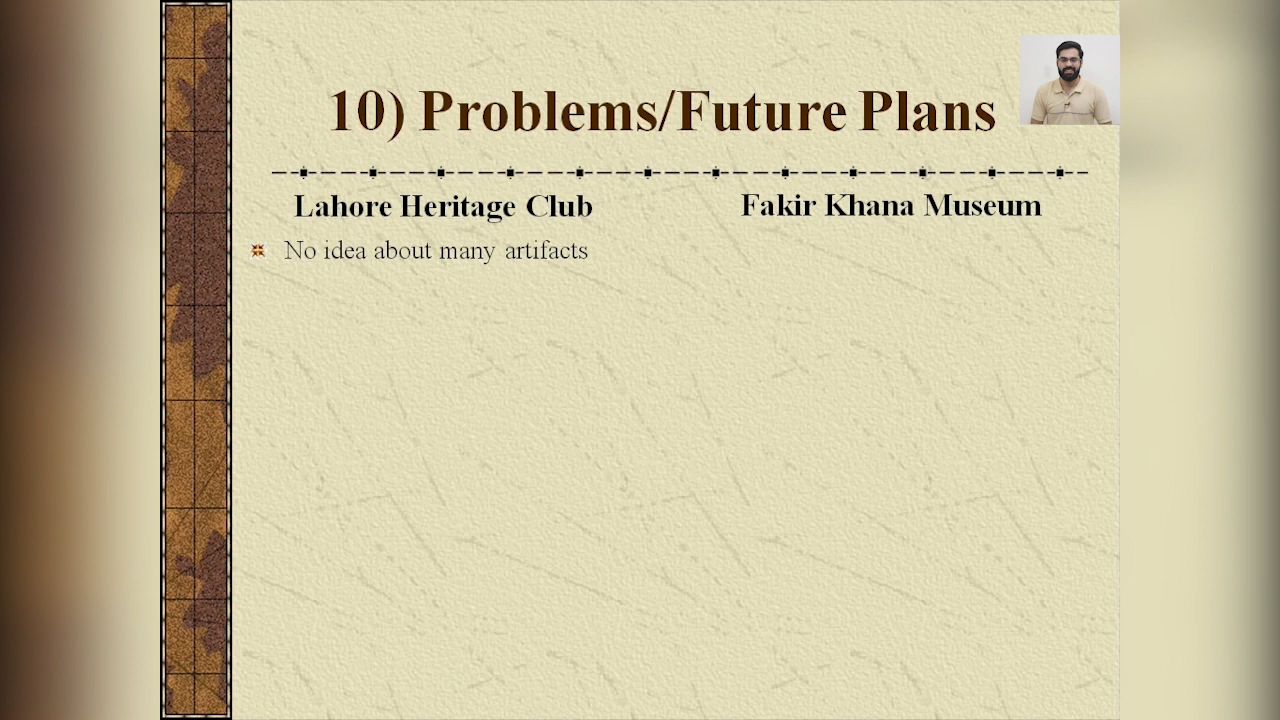 10) Problems/Future Plans
Lahore Heritage Club
Fakir Khana Museum
No idea about many artifacts